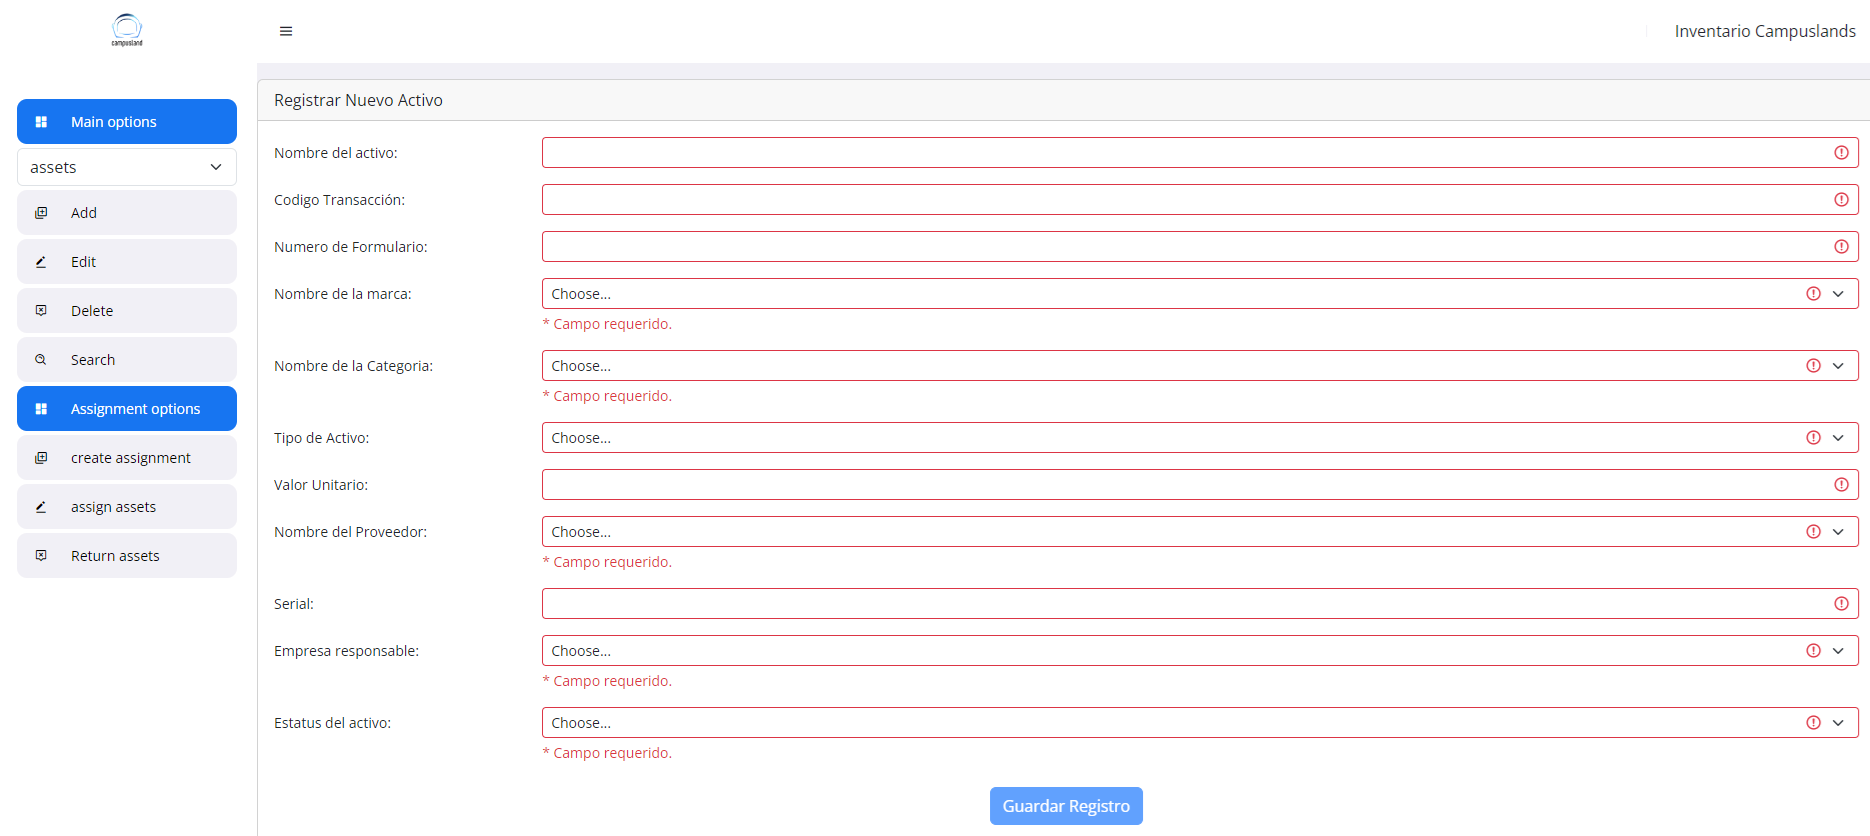 campusland
Inventario Campuslands
Main options
assets
Add
Edit
Delete
Search
Assignment options
create assignment
assign assets
Return assets
Registrar Nuevo Activo
Nombre del activo:
Codigo Transacción:
Numero de Formulario:
Nombre de la marca: Choose...
* Campo requerido.
Nombre de la Categoria: Choose...
* Campo requerido.
Tipo de Activo: Choose...
Valor Unitario:
Nombre del Proveedor: Choose...
* Campo requerido.
Serial:
Empresa responsable: Choose...
* Campo requerido.
Estatus del activo: Choose...
* Campo requerido.
Guardar Registro